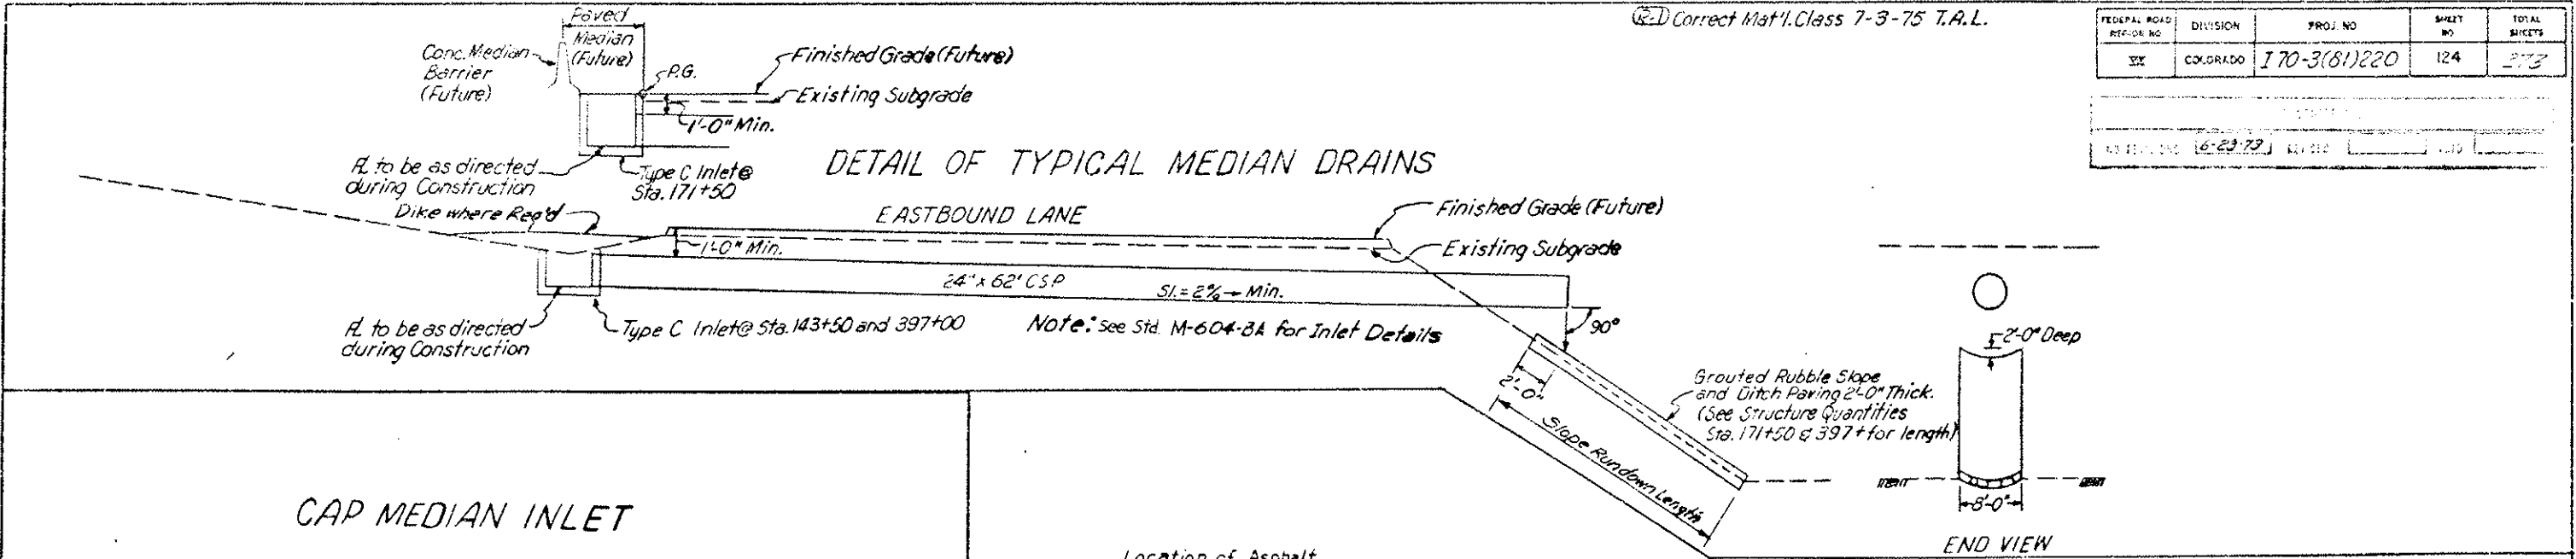 R-1 Correct Mat'l. Class 7-3-75 T.A.L.
FEDERAL ROAD REGION NO
DIVISION
PROJ. NO
SHEET NO
TOTAL SHEETS
COLORADO
I 70-3(81)220
124
6-29-73
Paved
Median
(Future)
Conc. Median
Barrier
(Future)
P.G.
Finished Grade (Future)
Existing Subgrade
1'-0" Min.
FL to be as directed
during Construction
Type C Inlet @
Sta. 171+50
DETAIL OF TYPICAL MEDIAN DRAINS
Dike where Req'd
EASTBOUND LANE
Finished Grade (Future)
Existing Subgrade
1'-0" Min.
24" x 62' CSP
Sl.=2% → Min.
FL to be as directed
during Construction
Type C Inlet @ Sta. 143+50 and 397+00
Note: See Std. M-604-BA for Inlet Details
90°
2'-0"
Slope Rundown Length
Grouted Rubble Slope
and Ditch Paving 2'-0" Thick.
(See Structure Quantities
Sta. 171+50 & 397+ for length)
2'-0" Deep
8'-0"
END VIEW
CAP MEDIAN INLET
Location of Asphalt